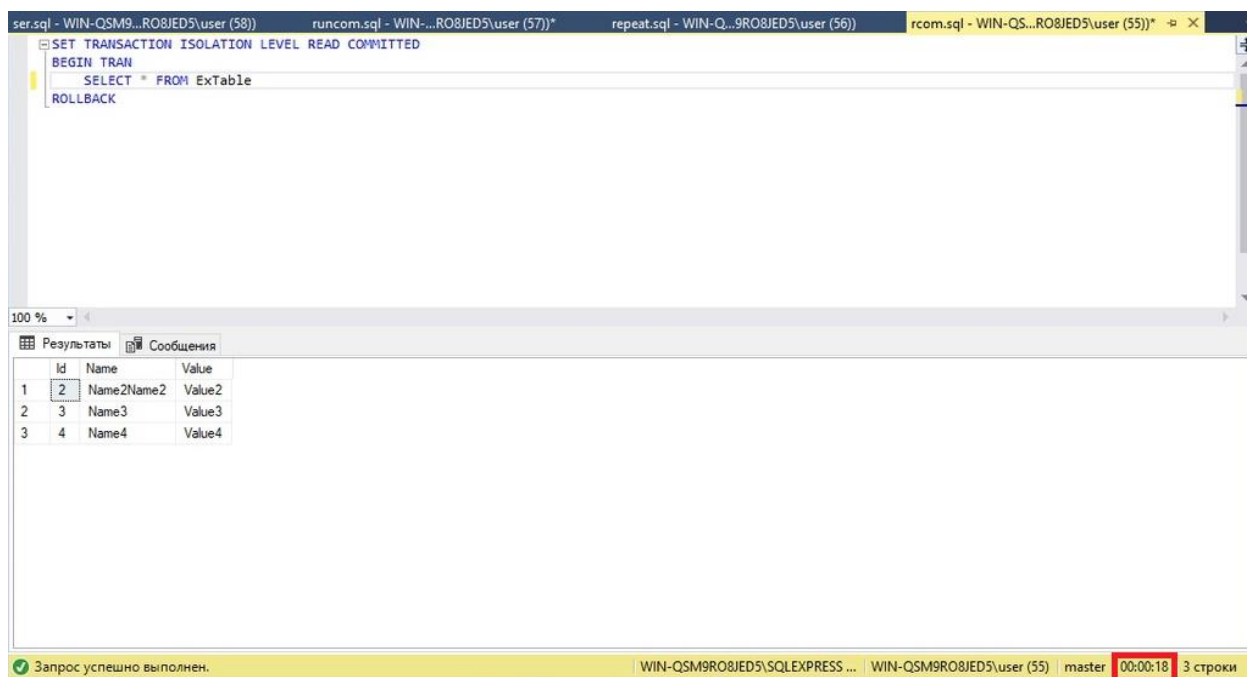 ser.sql - WIN-QSM9...RO8JED5\user (58)) runcom.sql - WIN-...RO8JED5\user (57))* repeat.sql - WIN-Q...9RO8JED5\user (56)) rcom.sql - WIN-QS...RO8JED5\user (55))*
SET TRANSACTION ISOLATION LEVEL READ COMMITTED
BEGIN TRAN
SELECT * FROM ExTable
ROLLBACK
100 %
Результаты Сообщения
Id Name Value
1 2 Name2Name2 Value2
2 3 Name3 Value3
3 4 Name4 Value4
Запрос успешно выполнен. WIN-QSM9RO8JED5\SQLEXPRESS ... WIN-QSM9RO8JED5\user (55) master 00:00:18 3 строки